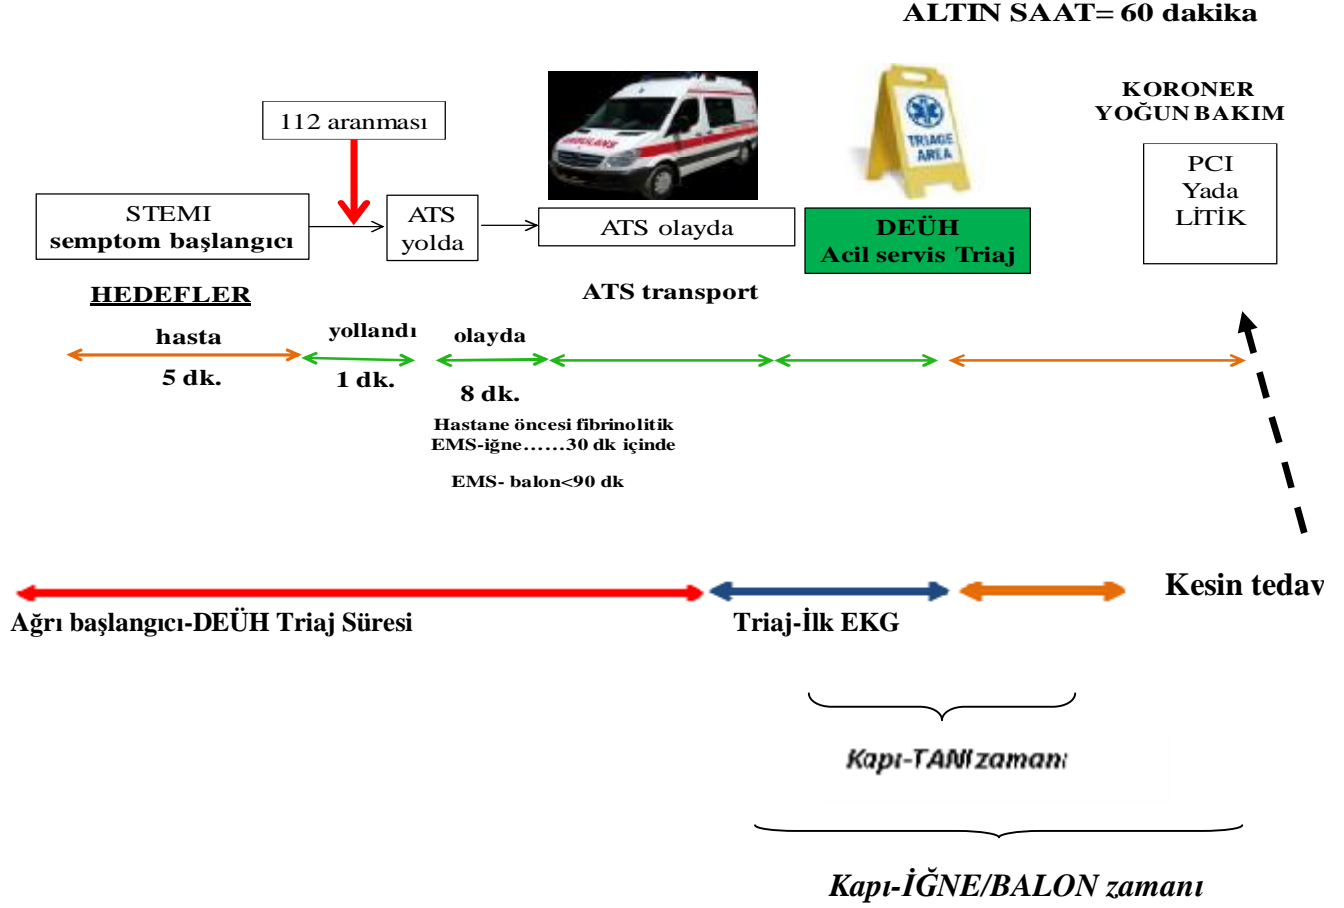 ALTIN SAAT= 60 dakika
KORONER
YOĞUN BAKIM
112 aranması
AMBULANS
TRIAGE
AREA
STEMI
semptom başlangıcı
ATS
yolda
ATS olayda
DEÜH
Acil servis Triaj
PCI
Yada
LİTİK
HEDEFLER
ATS transport
hasta
yollandı
olayda
5 dk.
1 dk.
8 dk.
Hastane öncesi fibrinolitik
EMS-iğne......30 dk içinde
EMS- balon<90 dk
Kesin tedav
Ağrı başlangıcı-DEÜH Triaj Süresi
Triaj-İlk EKG
Kapı-TANI zamanı
Kapı-İĞNE/BALON zamanı